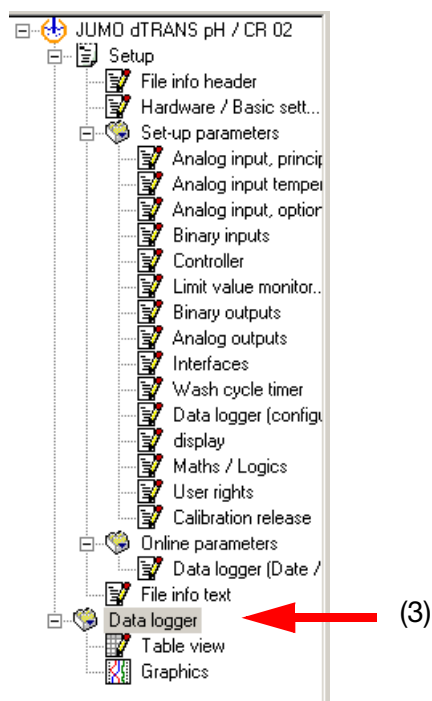 JUMO dTRANS pH / CR 02
Setup
File info header
Hardware / Basic sett...
Set-up parameters
Analog input, princip
Analog input temper
Analog input, option
Binary inputs
Controller
Limit value monitor...
Binary outputs
Analog outputs
Interfaces
Wash cycle timer
Data logger (configu
display
Maths / Logics
User rights
Calibration release
Online parameters
Data logger (Date /
File info text
Data logger (3)
Table view
Graphics